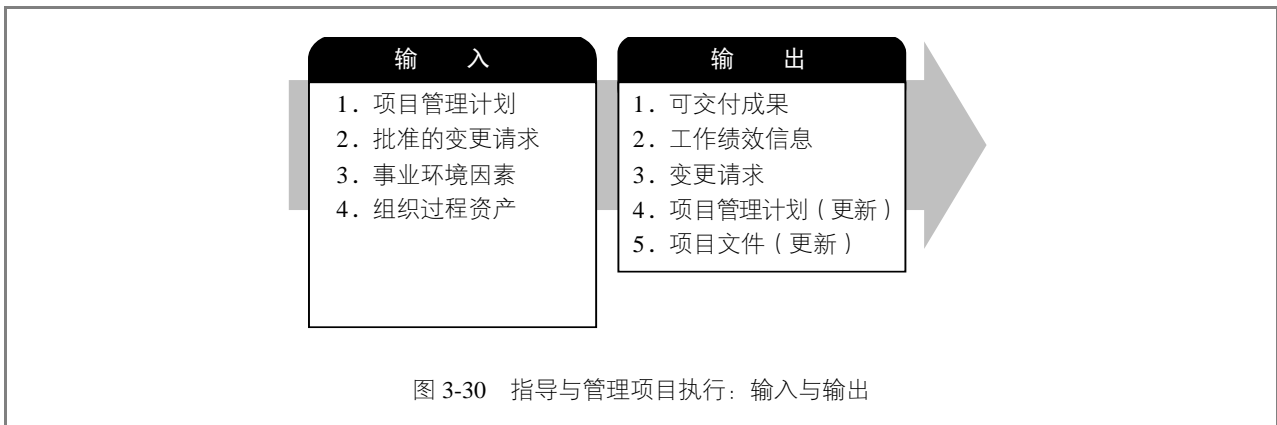 输 入
1．项目管理计划
2．批准的变更请求
3．事业环境因素
4．组织过程资产
输 出
1．可交付成果
2．工作绩效信息
3．变更请求
4．项目管理计划（更新）
5．项目文件（更新）
图 3-30 指导与管理项目执行：输入与输出